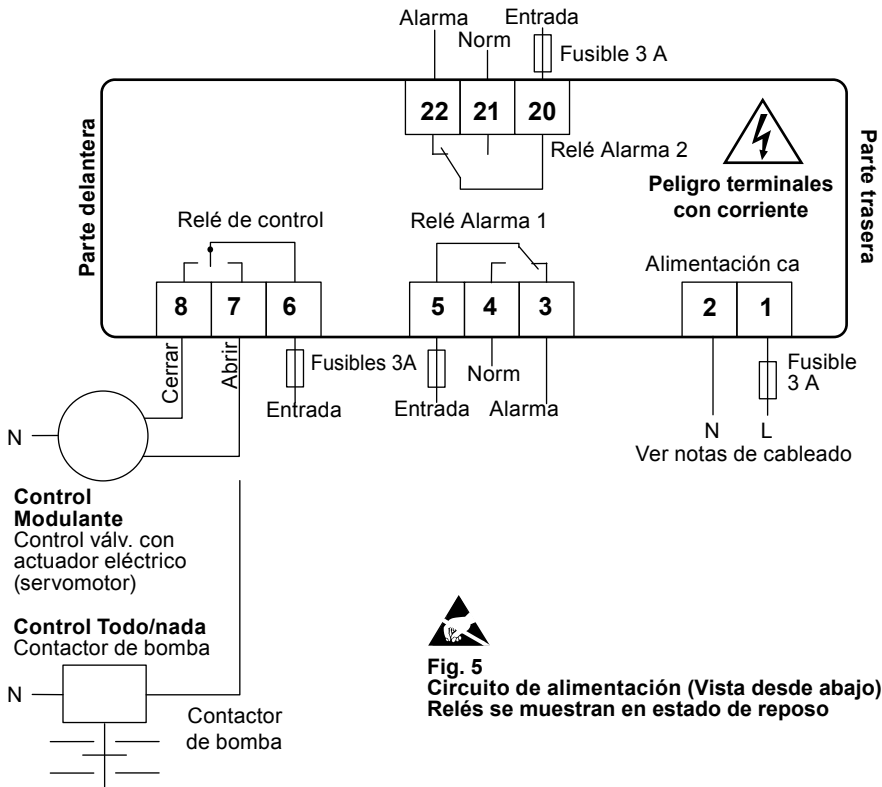 Alarma
Norm
Entrada
Fusible 3 A
22
21
20
Relé Alarma 2
Peligro terminales
con corriente
Parte delantera
Parte trasera
Relé de control
Relé Alarma 1
Alimentación ca
8
7
6
5
4
3
2
1
Cerrar
Abrir
Fusibles 3A
Norm
Fusible
3 A
Entrada
Entrada
Alarma
N
L
Ver notas de cableado
N
Control
Modulante
Control válv. con
actuador eléctrico
(servomotor)
Control Todo/nada
Contactor de bomba
N
Contactor
de bomba
Fig. 5
Circuito de alimentación (Vista desde abajo)
Relés se muestran en estado de reposo